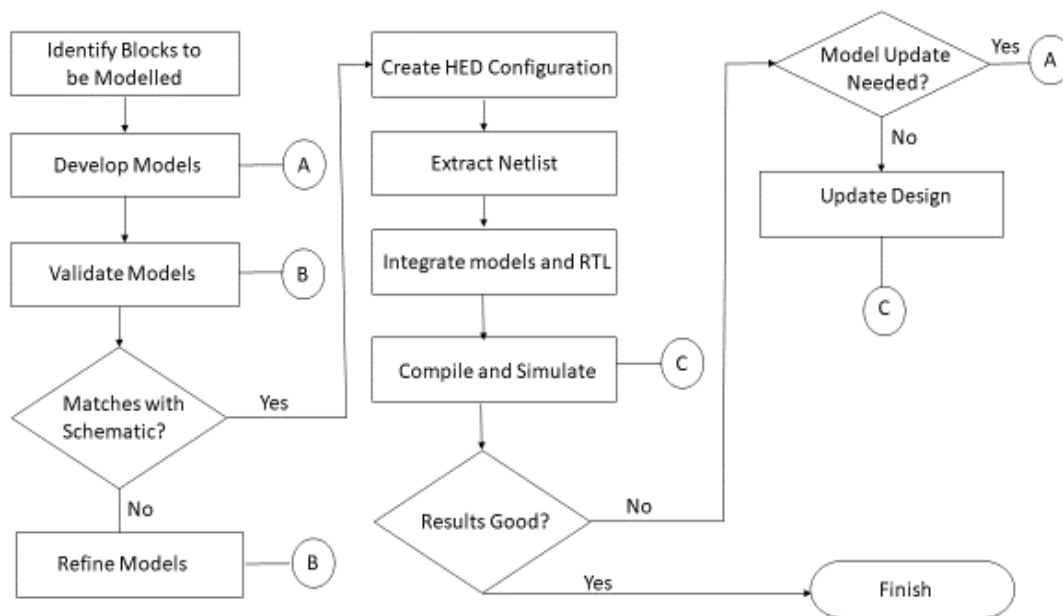 Identify Blocks to
be Modelled
Develop Models
A
Validate Models
B
Matches with
Schematic?
Yes
No
Refine Models
B
Create HED Configuration
Extract Netlist
Integrate models and RTL
Compile and Simulate
C
Results Good?
No
Yes
Finish
Model Update
Needed?
Yes
A
No
Update Design
C